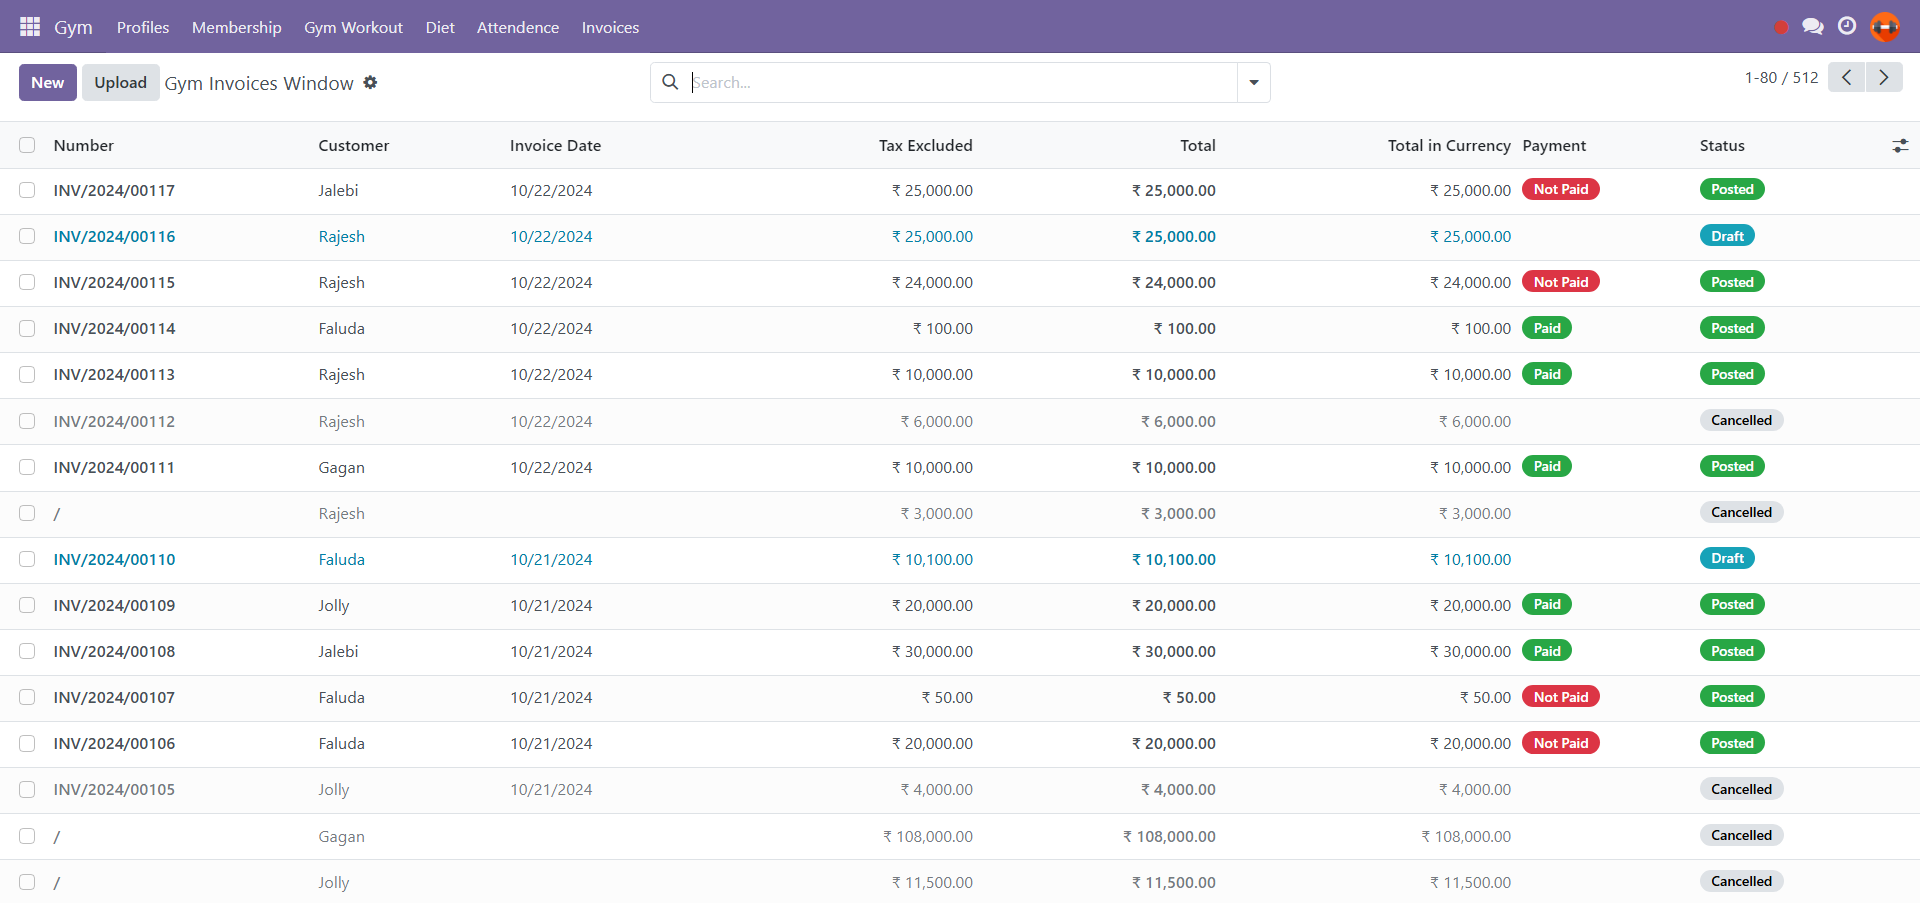 Gym Profiles Membership Gym Workout Diet Attendence Invoices
New Upload Gym Invoices Window Search... 1-80 / 512
Number Customer Invoice Date Tax Excluded Total Total in Currency Payment Status
INV/2024/00117 Jalebi 10/22/2024 ₹ 25,000.00 ₹ 25,000.00 ₹ 25,000.00 Not Paid Posted
INV/2024/00116 Rajesh 10/22/2024 ₹ 25,000.00 ₹ 25,000.00 ₹ 25,000.00 Draft
INV/2024/00115 Rajesh 10/22/2024 ₹ 24,000.00 ₹ 24,000.00 ₹ 24,000.00 Not Paid Posted
INV/2024/00114 Faluda 10/22/2024 ₹ 100.00 ₹ 100.00 ₹ 100.00 Paid Posted
INV/2024/00113 Rajesh 10/22/2024 ₹ 10,000.00 ₹ 10,000.00 ₹ 10,000.00 Paid Posted
INV/2024/00112 Rajesh 10/22/2024 ₹ 6,000.00 ₹ 6,000.00 ₹ 6,000.00 Cancelled
INV/2024/00111 Gagan 10/22/2024 ₹ 10,000.00 ₹ 10,000.00 ₹ 10,000.00 Paid Posted
/ Rajesh ₹ 3,000.00 ₹ 3,000.00 ₹ 3,000.00 Cancelled
INV/2024/00110 Faluda 10/21/2024 ₹ 10,100.00 ₹ 10,100.00 ₹ 10,100.00 Draft
INV/2024/00109 Jolly 10/21/2024 ₹ 20,000.00 ₹ 20,000.00 ₹ 20,000.00 Paid Posted
INV/2024/00108 Jalebi 10/21/2024 ₹ 30,000.00 ₹ 30,000.00 ₹ 30,000.00 Paid Posted
INV/2024/00107 Faluda 10/21/2024 ₹ 50.00 ₹ 50.00 ₹ 50.00 Not Paid Posted
INV/2024/00106 Faluda 10/21/2024 ₹ 20,000.00 ₹ 20,000.00 ₹ 20,000.00 Not Paid Posted
INV/2024/00105 Jolly 10/21/2024 ₹ 4,000.00 ₹ 4,000.00 ₹ 4,000.00 Cancelled
/ Gagan ₹ 108,000.00 ₹ 108,000.00 ₹ 108,000.00 Cancelled
/ Jolly ₹ 11,500.00 ₹ 11,500.00 ₹ 11,500.00 Cancelled